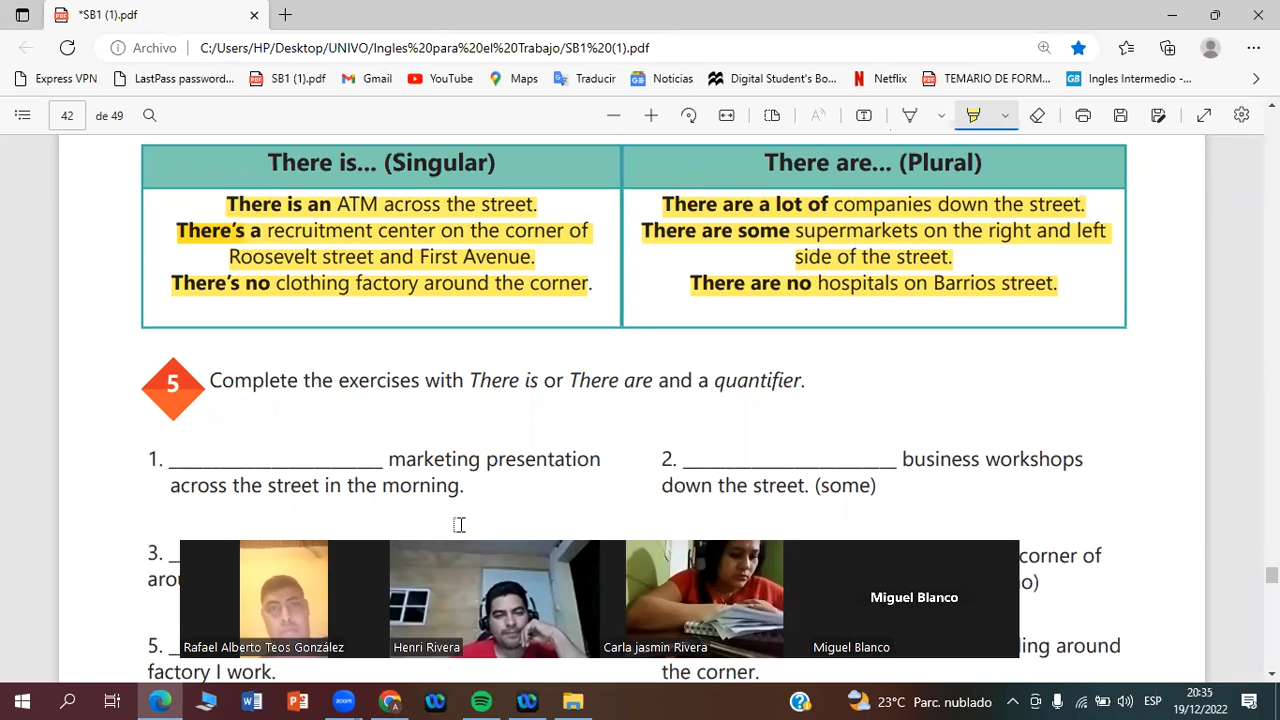 *SB1 (1).pdf
Archivo C:/Users/HP/Desktop/UNIVO/Ingles%20para%20el%20Trabajo/SB1%20(1).pdf
Express VPN LastPass password... SB1 (1).pdf Gmail YouTube Maps Traducir Noticias Digital Student's Bo... Netflix TEMARIO DE FORM... Ingles Intermedio -...
42 de 49
There is... (Singular) There are... (Plural)
There is an ATM across the street. There are a lot of companies down the street.
There's a recruitment center on the corner of There are some supermarkets on the right and left
Roosevelt street and First Avenue. side of the street.
There's no clothing factory around the corner. There are no hospitals on Barrios street.
5 Complete the exercises with There is or There are and a quantifier.
1. ______________________ marketing presentation 2. ______________________ business workshops
across the street in the morning. down the street. (some)
3. corner of
Miguel Blanco
Rafael Alberto Teos González Henri Rivera Carla jasmin Rivera Miguel Blanco
5. around
factory I work. the corner.
23°C Parc. nublado ESP 20:35
19/12/2022